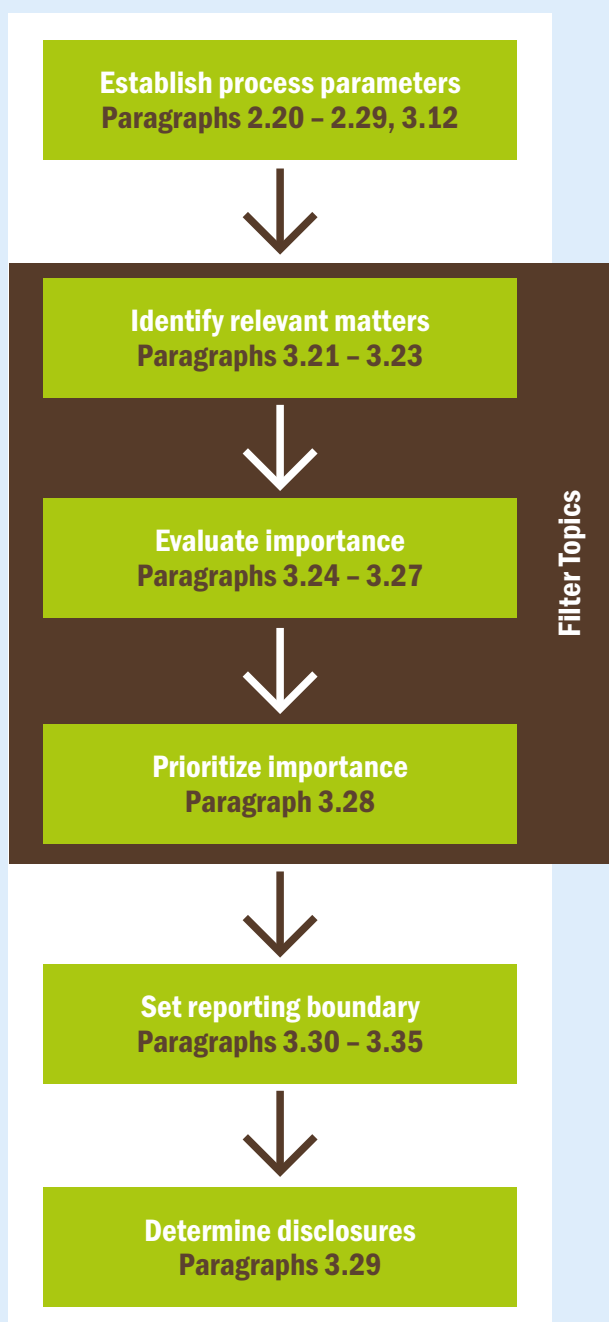 Establish process parameters
Paragraphs 2.20 – 2.29, 3.12
Identify relevant matters
Paragraphs 3.21 – 3.23
Evaluate importance
Paragraphs 3.24 – 3.27
Prioritize importance
Paragraph 3.28
Filter Topics
Set reporting boundary
Paragraphs 3.30 – 3.35
Determine disclosures
Paragraphs 3.29